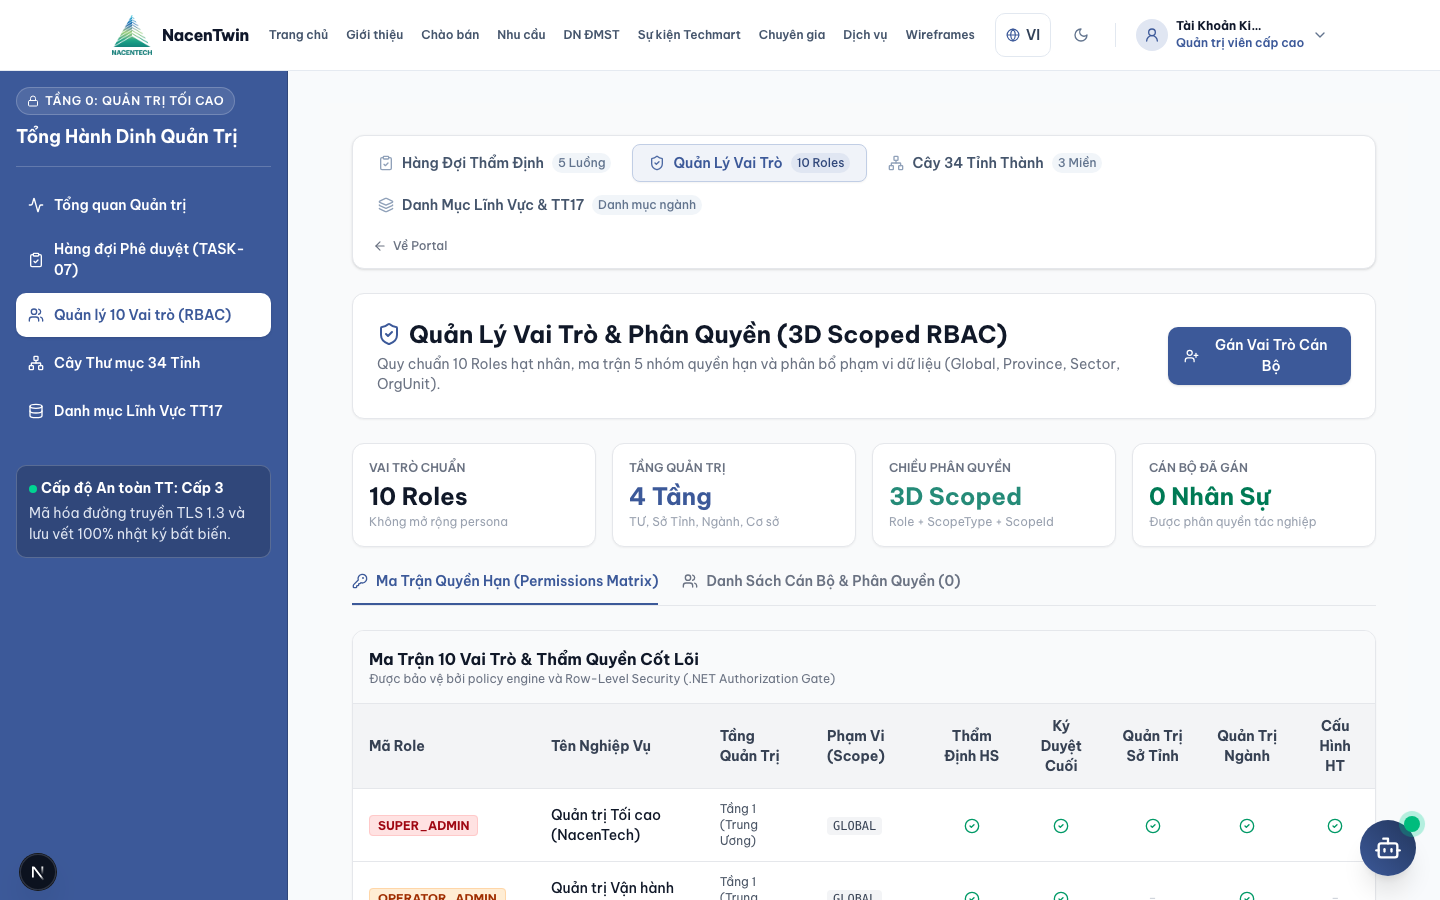 NACENTECH
NacenTwin
Trang chủ
Giới thiệu
Chào bán
Nhu cầu
DN ĐMST
Sự kiện Techmart
Chuyên gia
Dịch vụ
Wireframes
VI
Tài Khoản Ki...
Quản trị viên cấp cao
TẦNG 0: QUẢN TRỊ TỐI CAO
Tổng Hành Dinh Quản Trị
Tổng quan Quản trị
Hàng đợi Phê duyệt (TASK-
07)
Quản lý 10 Vai trò (RBAC)
Cây Thư mục 34 Tỉnh
Danh mục Lĩnh Vực TT17
Cấp độ An toàn TT: Cấp 3
Mã hóa đường truyền TLS 1.3 và
lưu vết 100% nhật ký bất biến.
Hàng Đợi Thẩm Định 5 Luồng
Quản Lý Vai Trò 10 Roles
Cây 34 Tỉnh Thành 3 Miền
Danh Mục Lĩnh Vực & TT17 Danh mục ngành
Về Portal
Quản Lý Vai Trò & Phân Quyền (3D Scoped RBAC)
Quy chuẩn 10 Roles hạt nhân, ma trận 5 nhóm quyền hạn và phân bổ phạm vi dữ liệu (Global, Province, Sector,
OrgUnit).
Gán Vai Trò Cán
Bộ
VAI TRÒ CHUẨN
10 Roles
Không mở rộng persona
TẦNG QUẢN TRỊ
4 Tầng
TƯ, Sở Tỉnh, Ngành, Cơ sở
CHIỀU PHÂN QUYỀN
3D Scoped
Role + ScopeType + ScopeId
CÁN BỘ ĐÃ GÁN
0 Nhân Sự
Được phân quyền tác nghiệp
Ma Trận Quyền Hạn (Permissions Matrix)
Danh Sách Cán Bộ & Phân Quyền (0)
Ma Trận 10 Vai Trò & Thẩm Quyền Cốt Lõi
Được bảo vệ bởi policy engine và Row-Level Security (.NET Authorization Gate)
Mã Role
Tên Nghiệp Vụ
Tầng
Quản Trị
Phạm Vi
(Scope)
Thẩm
Định HS
Ký
Duyệt
Cuối
Quản Trị
Sở Tỉnh
Quản Trị
Ngành
Cấu
Hình
HT
SUPER_ADMIN
Quản trị Tối cao
(NacenTech)
Tầng 1
(Trung
Ương)
GLOBAL
OPERATOR_ADMIN
Quản trị Vận hành
Tầng 1
(Trung
GLOBAL
–
–
N